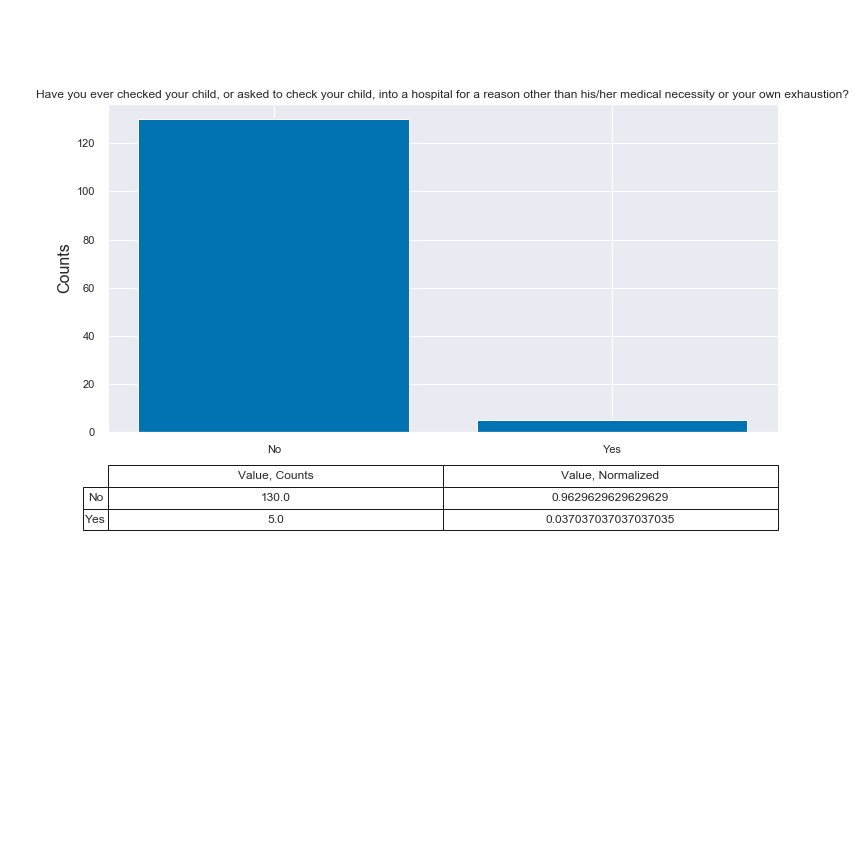 Have you ever checked your child, or asked to check your child, into a hospital for a reason other than his/her medical necessity or your own exhaustion?
120
100
80
60
40
20
0
Counts
No Yes
Value, Counts Value, Normalized
No 130.0 0.9629629629629629
Yes 5.0 0.037037037037037035